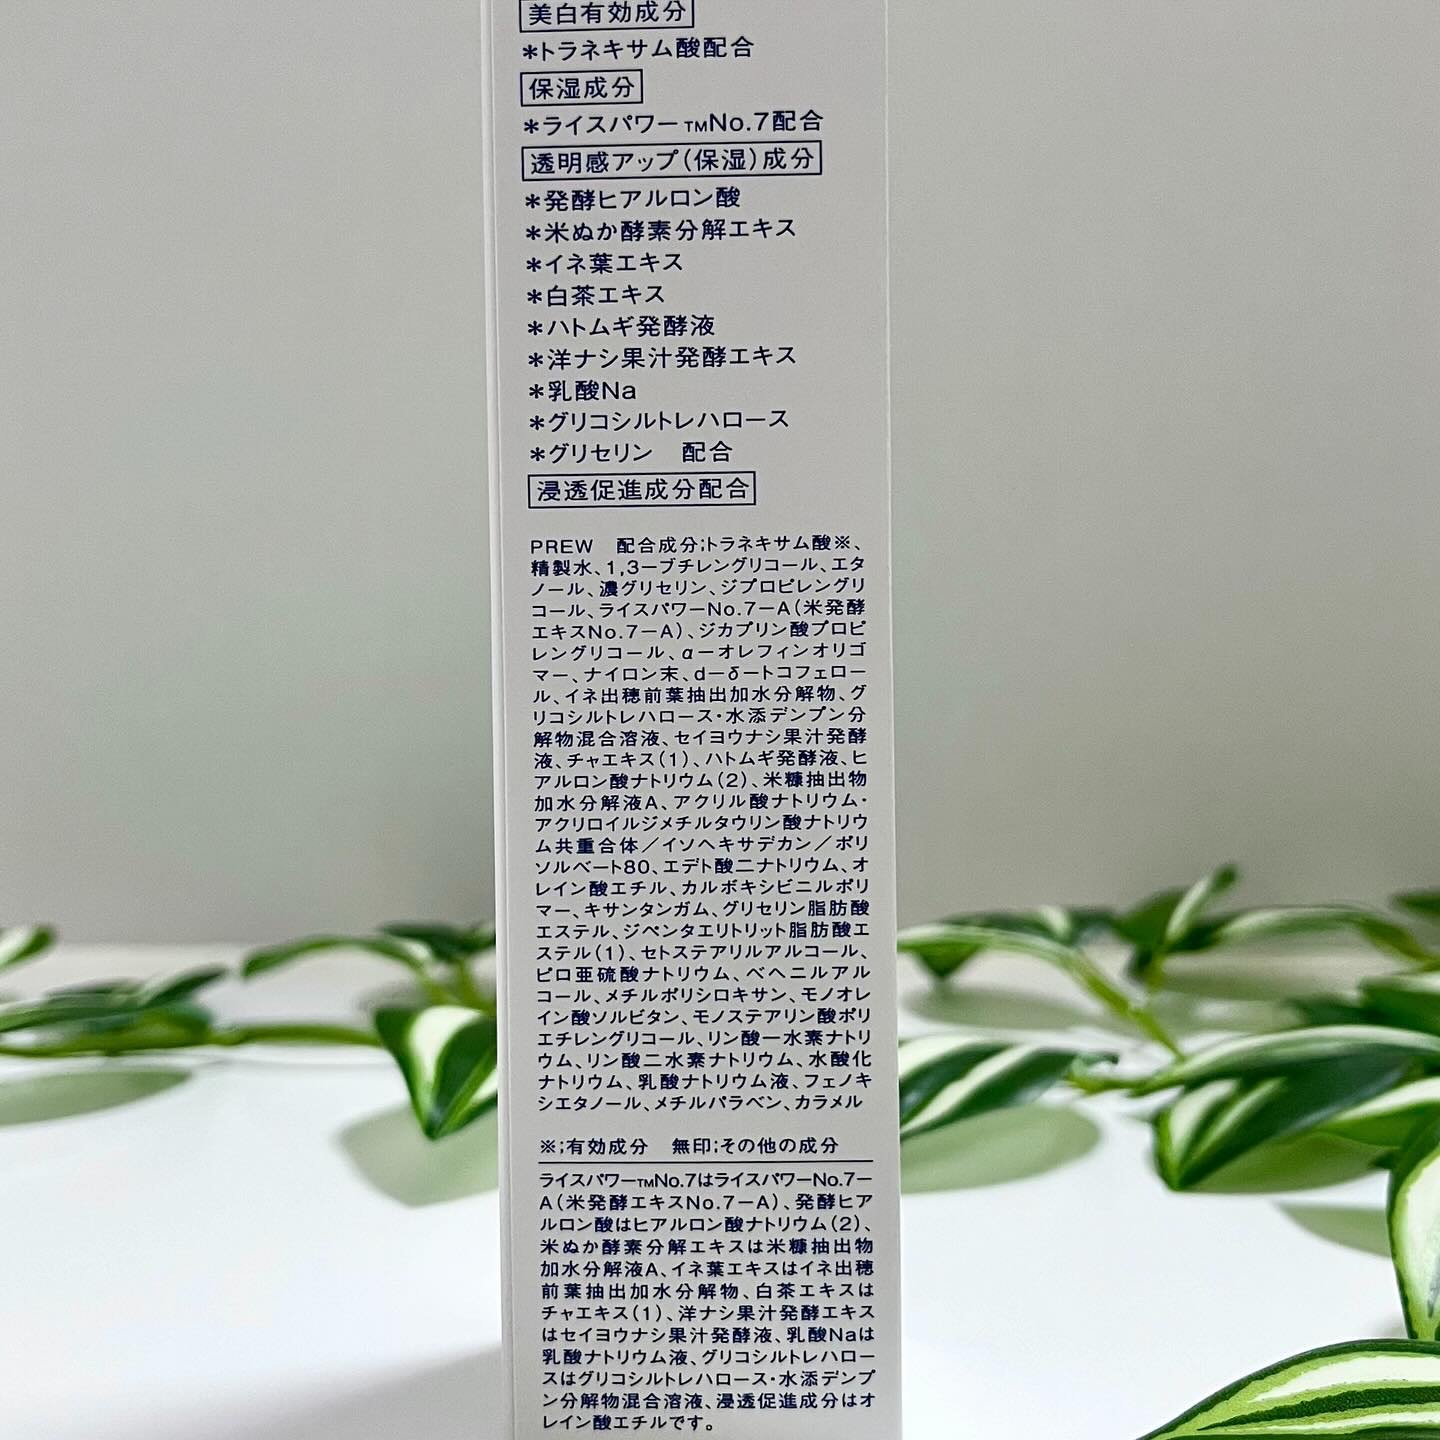 美白有効成分
*トラネキサム酸配合
保湿成分
*ライスパワー™No.7配合
透明感アップ(保湿)成分
*発酵ヒアルロン酸
*米ぬか酵素分解エキス
*イネ葉エキス
*白茶エキス
*ハトムギ発酵液
*洋ナシ果汁発酵エキス
*乳酸Na
*グリコシルトレハロース
*グリセリン　配合
浸透促進成分配合
PREW　配合成分;トラネキサム酸※、
精製水、1,3ーブチレングリコール、エタ
ノール、濃グリセリン、ジプロピレングリ
コール、ライスパワーNo.7ーA(米発酵
エキスNo.7ーA)、ジカプリン酸プロピ
レングリコール、αーオレフィンオリゴ
マー、ナイロン末、dーδートコフェロー
ル、イネ出穂前葉抽出加水分解物、グ
リコシルトレハロース・水添デンプン分
解物混合溶液、セイヨウナシ果汁発酵
液、チャエキス(1)、ハトムギ発酵液、ヒ
アルロン酸ナトリウム(2)、米糠抽出物
加水分解液A、アクリル酸ナトリウム・
アクリロイルジメチルタウリン酸ナトリウ
ム共重合体/イソヘキサデカン/ポリ
ソルベート80、エデト酸二ナトリウム、オ
レイン酸エチル、カルボキシビニルポリ
マー、キサンタンガム、グリセリン脂肪酸
エステル、ジペンタエリトリット脂肪酸エ
ステル(1)、セトステアリルアルコール、
ピロ亜硫酸ナトリウム、ベヘニルアル
コール、メチルポリシロキサン、モノオレ
イン酸ソルビタン、モノステアリン酸ポリ
エチレングリコール、リン酸一水素ナトリ
ウム、リン酸二水素ナトリウム、水酸化
ナトリウム、乳酸ナトリウム液、フェノキ
シエタノール、メチルパラベン、カラメル
※;有効成分　無印;その他の成分
ライスパワー™No.7はライスパワーNo.7ー
A(米発酵エキスNo.7ーA)、発酵ヒア
ルロン酸はヒアルロン酸ナトリウム(2)、
米ぬか酵素分解エキスは米糠抽出物
加水分解液A、イネ葉エキスはイネ出穂
前葉抽出加水分解物、白茶エキスは
チャエキス(1)、洋ナシ果汁発酵エキス
はセイヨウナシ果汁発酵液、乳酸Naは
乳酸ナトリウム液、グリコシルトレハロー
スはグリコシルトレハロース・水添デンプ
ン分解物混合溶液、浸透促進成分はオ
レイン酸エチルです。